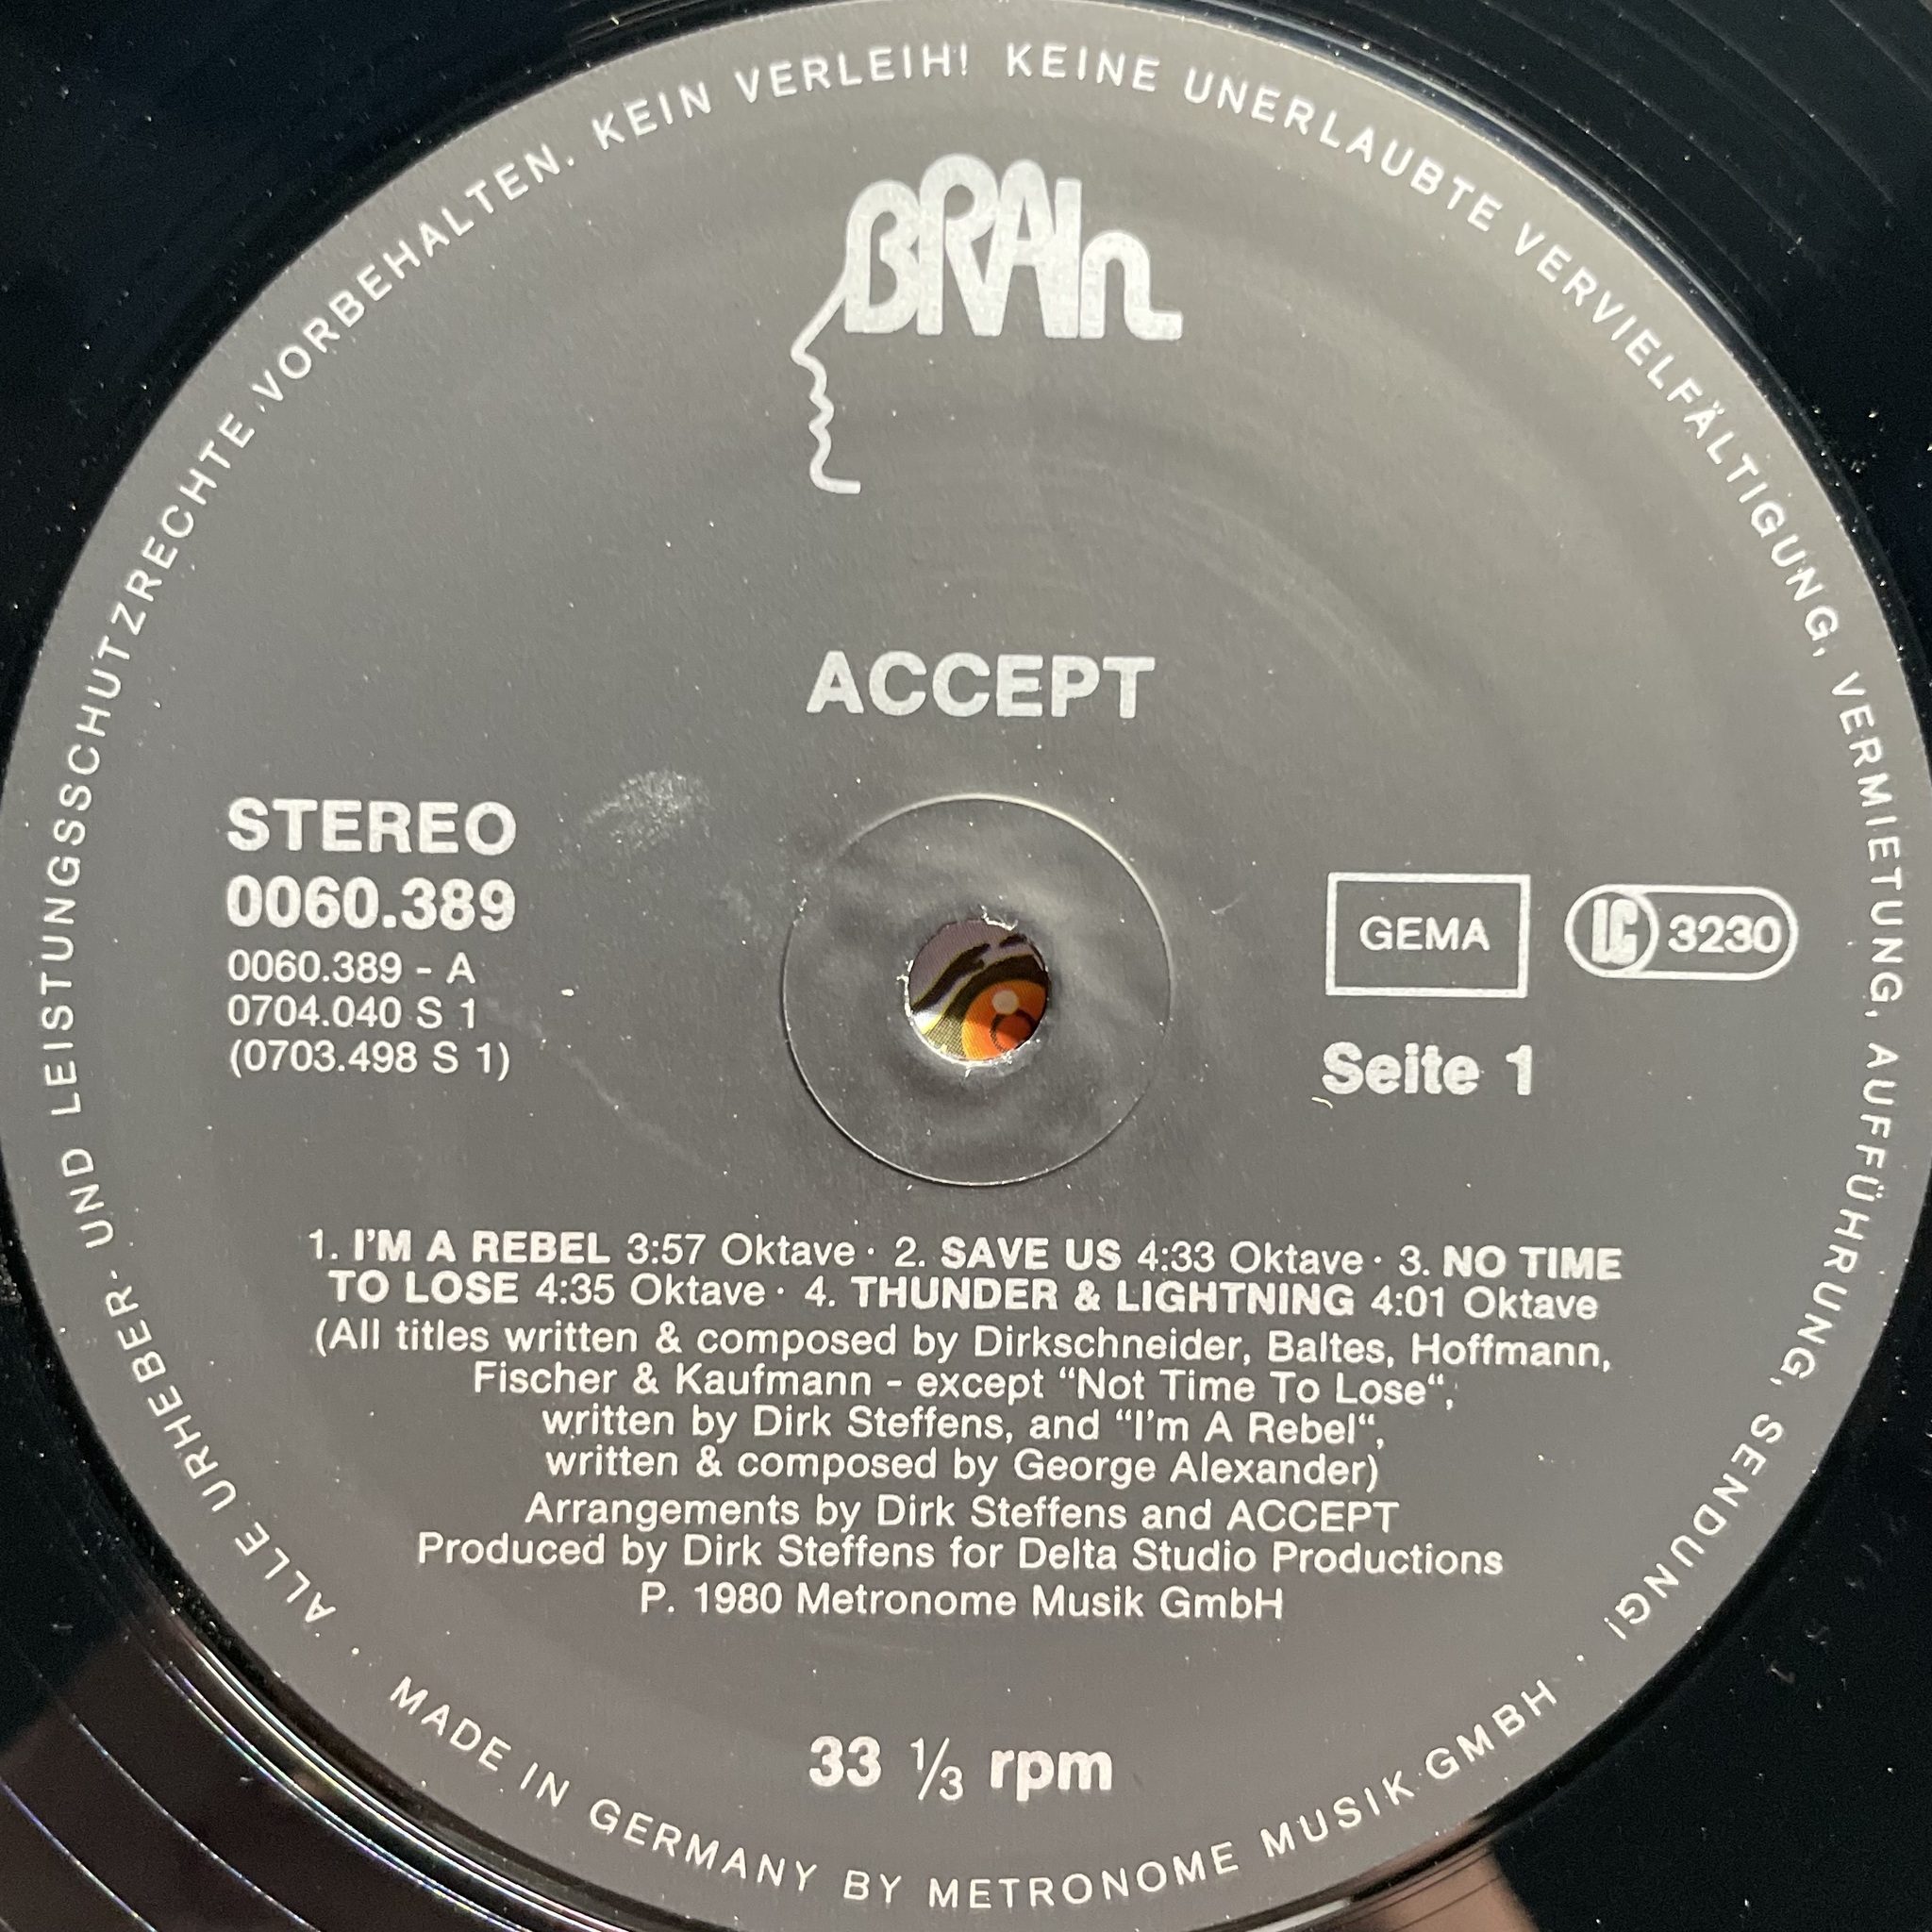 ALLE URHEBER- UND LEISTUNGSSCHUTZRECHTE VORBEHALTEN. KEIN VERLEIH! KEINE UNERLAUBTE VERVIELFÄLTIGUNG, VERMIETUNG, AUFFÜHRUNG, SENDUNG!
BRAIn
ACCEPT
STEREO
0060.389
0060.389 - A
0704.040 S 1
(0703.498 S 1)
GEMA
LC 3230
Seite 1
1. I'M A REBEL 3:57 Oktave · 2. SAVE US 4:33 Oktave · 3. NO TIME
TO LOSE 4:35 Oktave · 4. THUNDER & LIGHTNING 4:01 Oktave
(All titles written & composed by Dirkschneider, Baltes, Hoffmann,
Fischer & Kaufmann - except “Not Time To Lose“,
written by Dirk Steffens, and “I'm A Rebel“,
written & composed by George Alexander)
Arrangements by Dirk Steffens and ACCEPT
Produced by Dirk Steffens for Delta Studio Productions
P. 1980 Metronome Musik GmbH
33 1/3 rpm
· MADE IN GERMANY BY METRONOME MUSIK GMBH ·